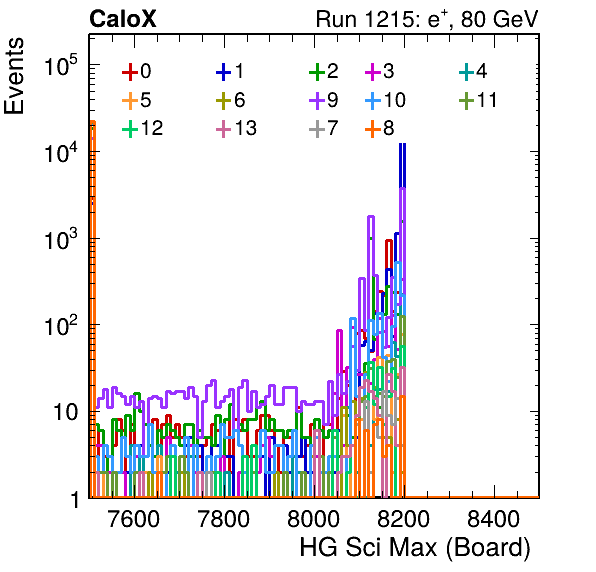 CaloX Run 1215: e⁺, 80 GeV
Events
10⁵
10⁴
10³
10²
10
1
0 1 2 3 4
5 6 9 10 11
12 13 7 8
7600 7800 8000 8200 8400
HG Sci Max (Board)